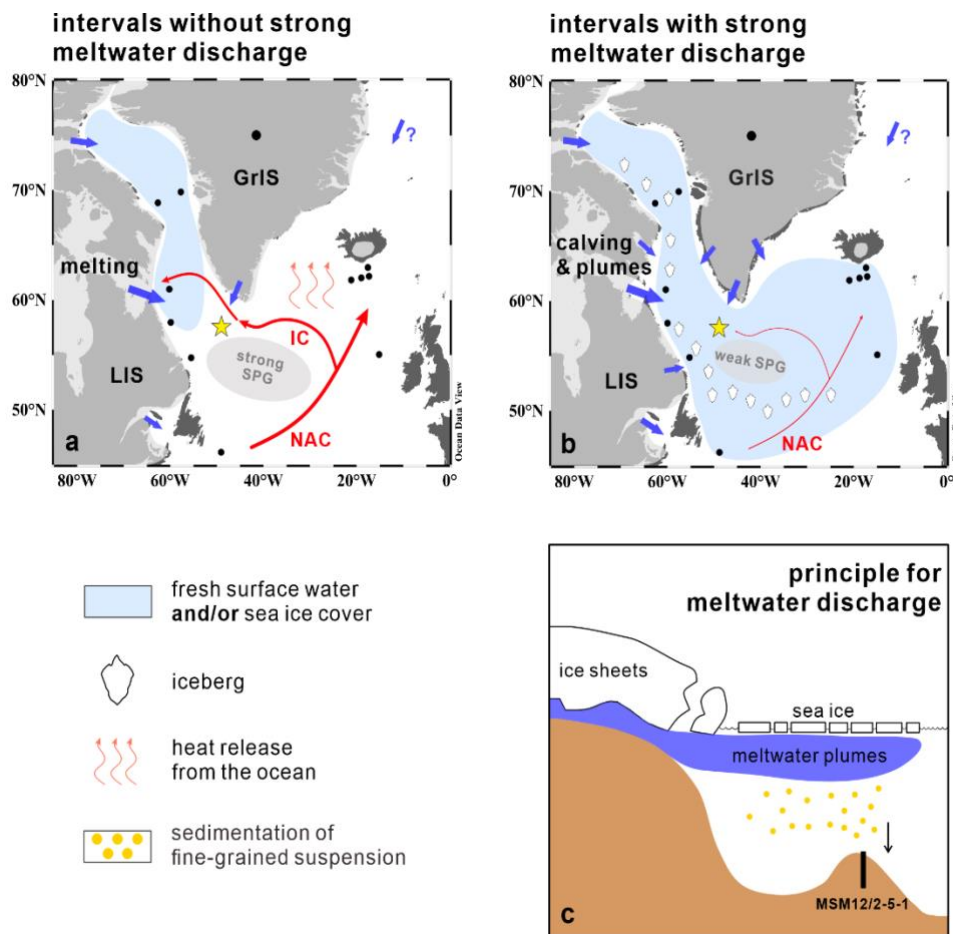 intervals without strong
meltwater discharge
80°N
70°N
60°N
50°N
GrIS
?
melting
IC
strong
SPG
LIS
NAC
a
80°W
60°W
40°W
20°W
0°
Ocean Data View
intervals with strong
meltwater discharge
80°N
70°N
60°N
50°N
GrIS
?
calving
& plumes
weak SPG
LIS
NAC
b
80°W
60°W
40°W
20°W
0°
fresh surface water
and/or sea ice cover
iceberg
heat release
from the ocean
sedimentation of
fine-grained suspension
principle for
meltwater discharge
ice sheets
sea ice
meltwater plumes
MSM12/2-5-1
c